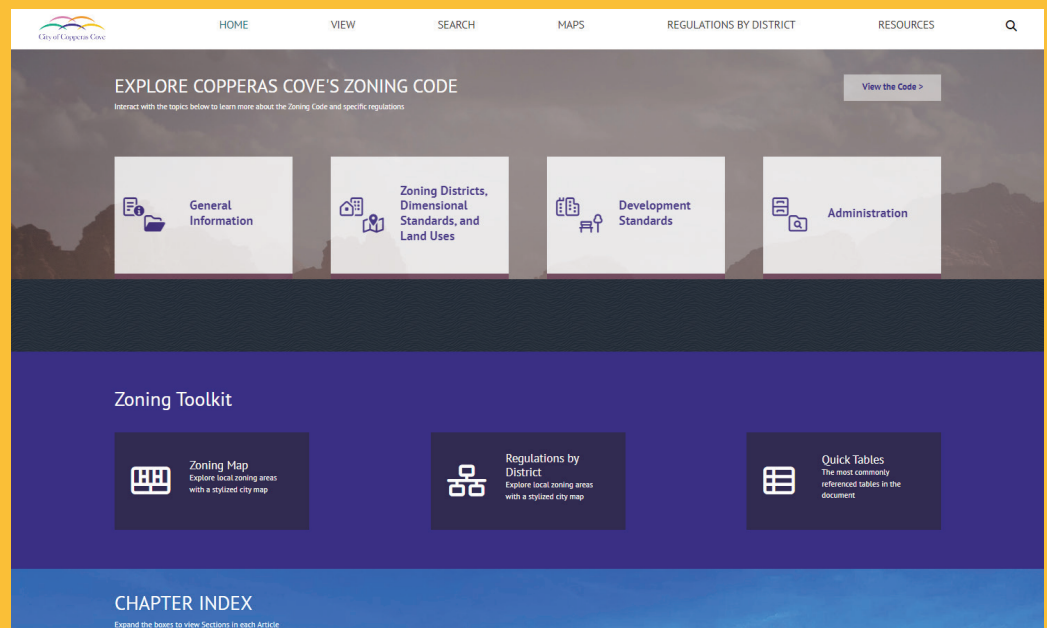 City of Copperas Cove
HOME
VIEW
SEARCH
MAPS
REGULATIONS BY DISTRICT
RESOURCES
EXPLORE COPPERAS COVE'S ZONING CODE
Interact with the topics below to learn more about the Zoning Code and specific regulations
View the Code >
General
Information
Zoning Districts,
Dimensional
Standards, and
Land Uses
Development
Standards
Administration
Zoning Toolkit
Zoning Map
Explore local zoning areas
with a stylized city map
Regulations by
District
Explore local zoning areas
with a stylized city map
Quick Tables
The most commonly
referenced tables in the
document
CHAPTER INDEX
Expand the boxes to view Sections in each Article